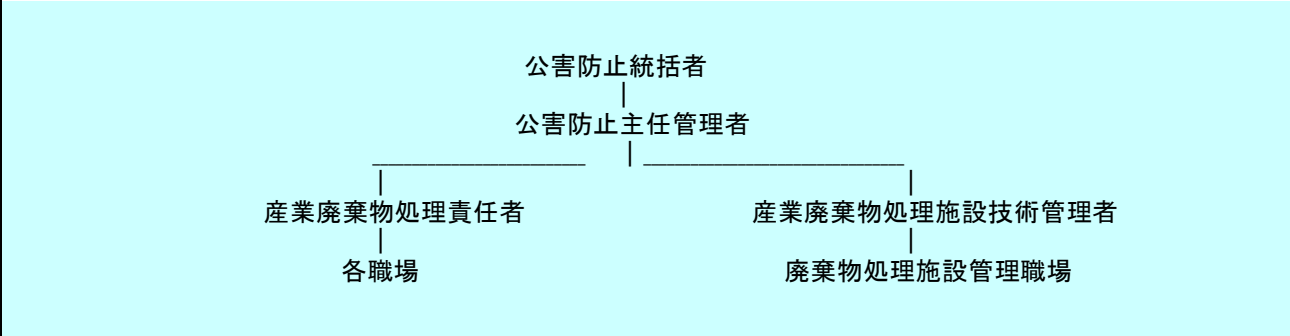 公害防止統括者
公害防止主任管理者
産業廃棄物処理責任者 産業廃棄物処理施設技術管理者
各職場 廃棄物処理施設管理職場